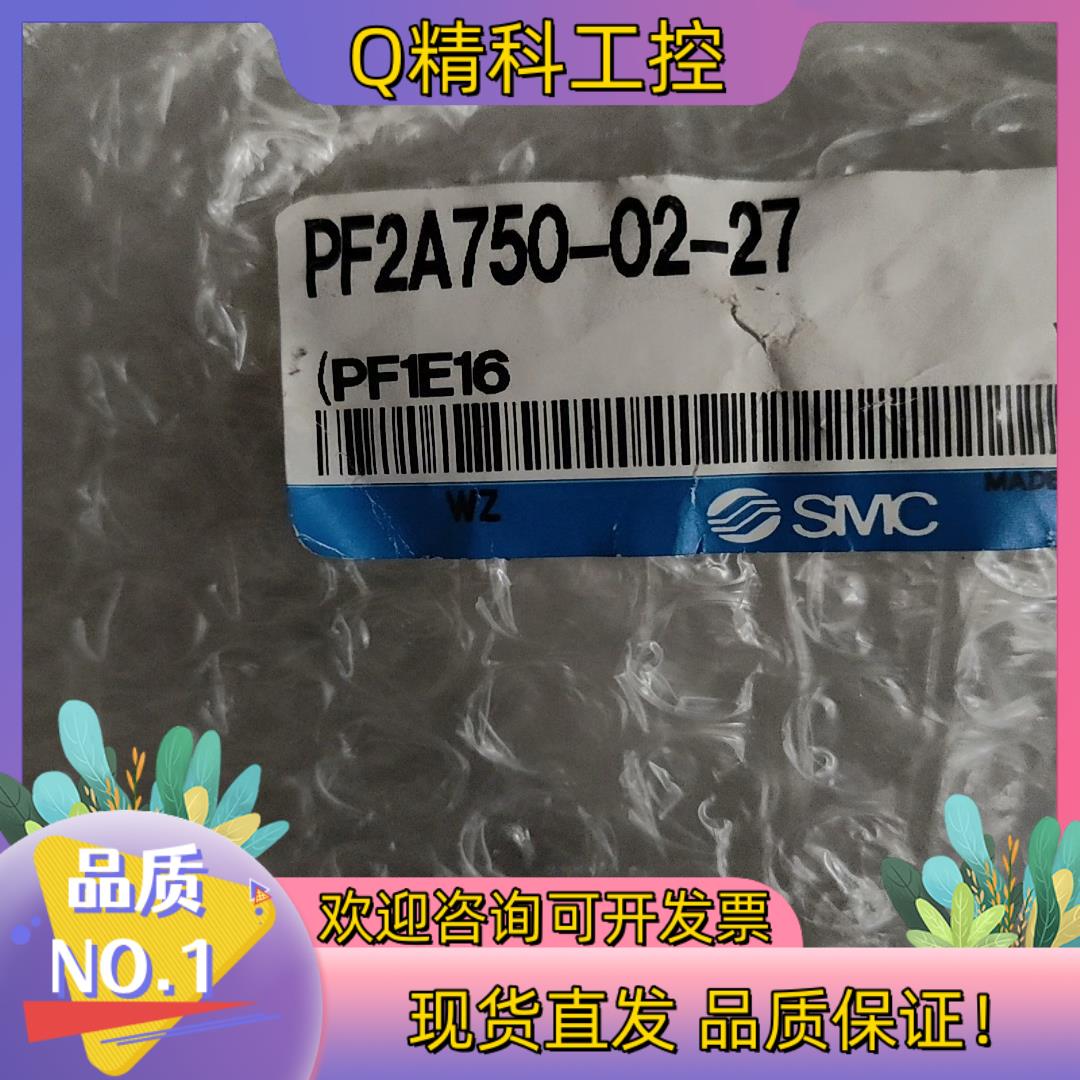 Q精科工控
PF2A750-02-27
(PF1E16
WZ
SMC
MADE
品质
NO.1
欢迎咨询可开发票
现货直发 品质保证!